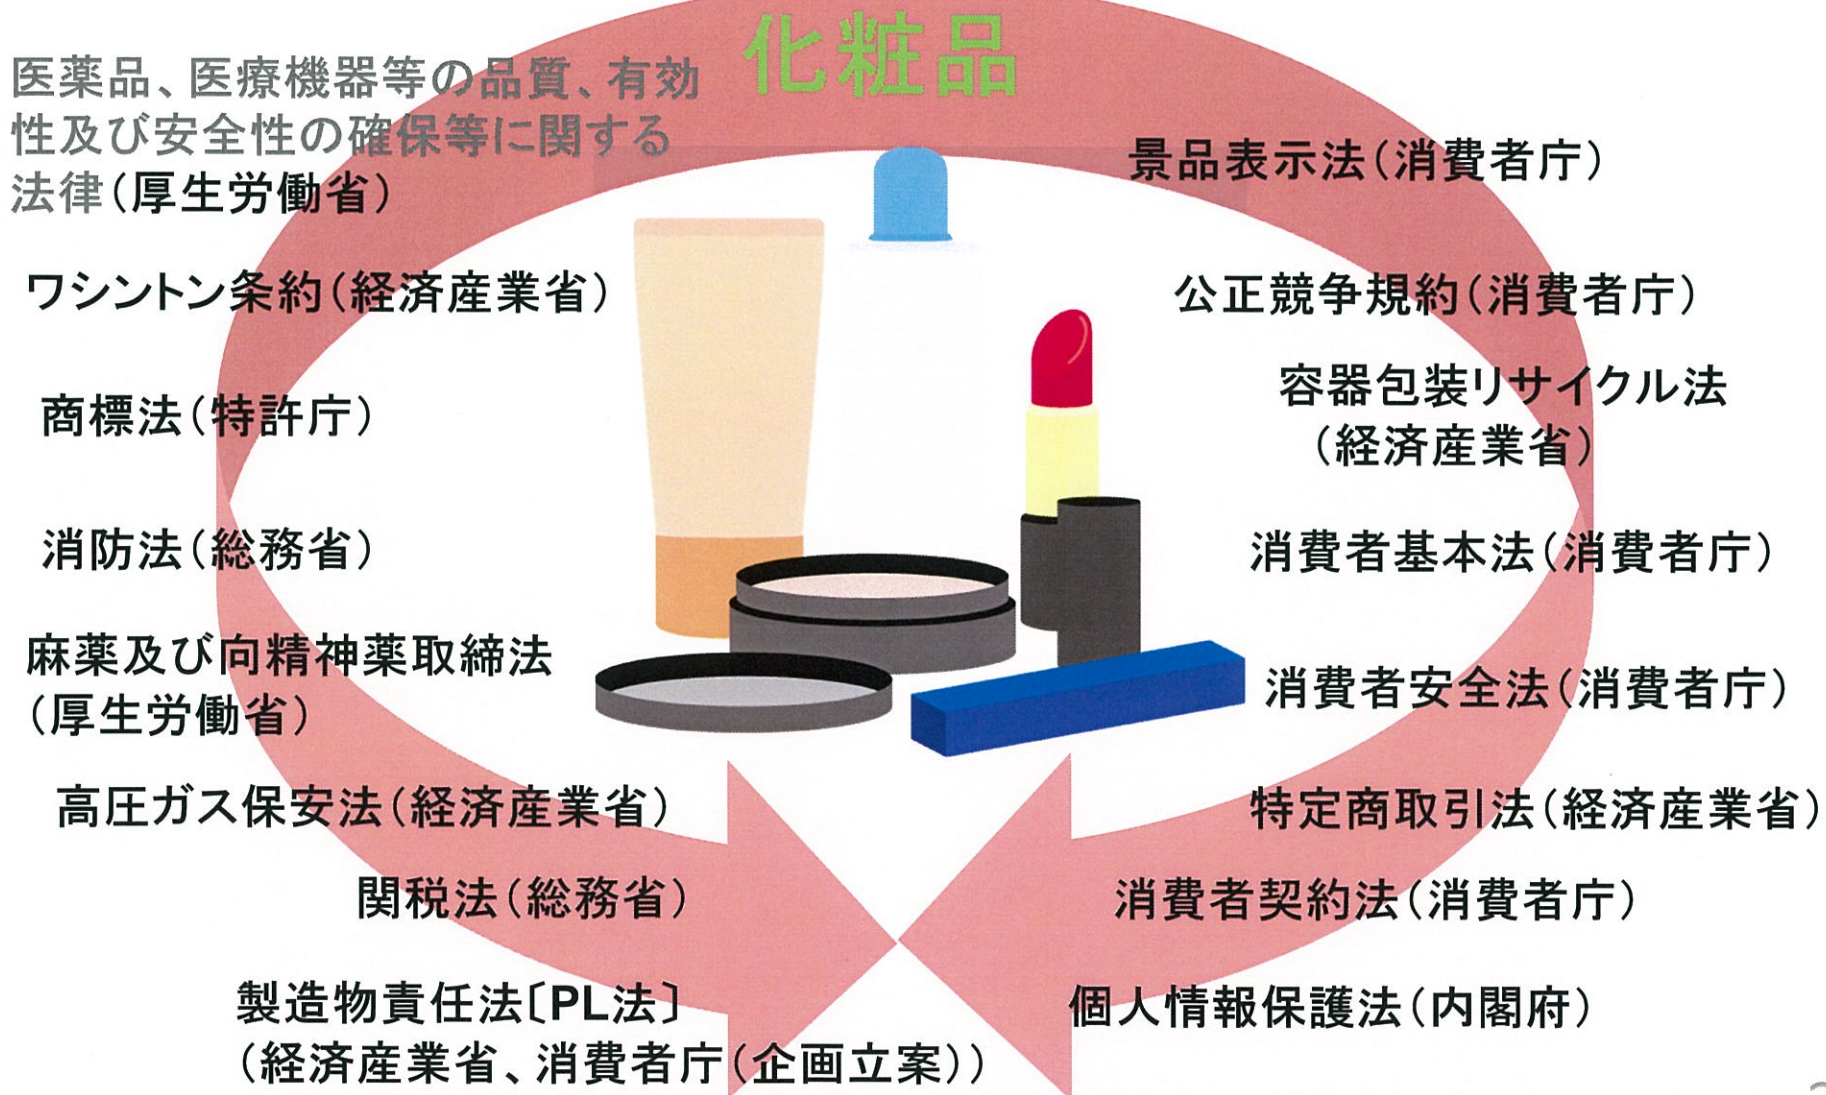 化粧品
医薬品、医療機器等の品質、有効
性及び安全性の確保等に関する
法律(厚生労働省)
ワシントン条約(経済産業省)
商標法(特許庁)
消防法(総務省)
麻薬及び向精神薬取締法
(厚生労働省)
高圧ガス保安法(経済産業省)
関税法(総務省)
製造物責任法〔PL法〕
(経済産業省、消費者庁(企画立案))
景品表示法(消費者庁)
公正競争規約(消費者庁)
容器包装リサイクル法
(経済産業省)
消費者基本法(消費者庁)
消費者安全法(消費者庁)
特定商取引法(経済産業省)
消費者契約法(消費者庁)
個人情報保護法(内閣府)